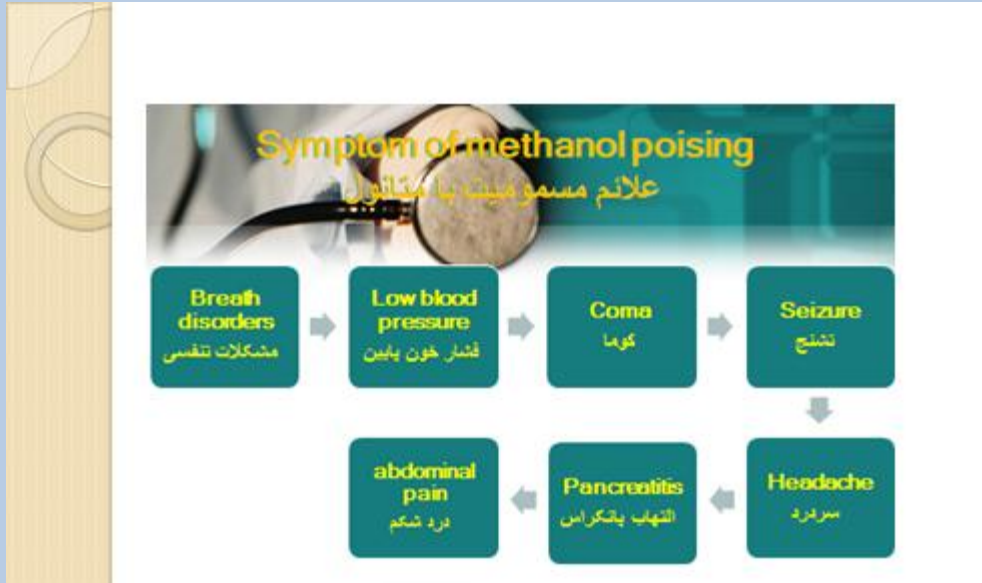 Symptom of methanol poising
علائم مسمومیت با متانول
Breath
disorders
مشکلات تنفسی
Low blood
pressure
فشار خون پایین
Coma
کوما
Seizure
تشنج
Headache
سردرد
Pancreatitis
التهاب پانکراس
abdominal
pain
درد شکم